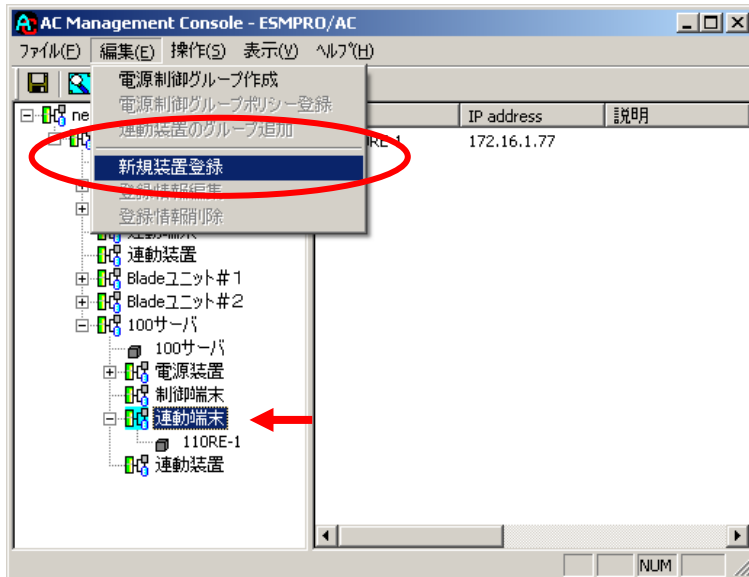 AC Management Console - ESMPRO/AC
ファイル(F) 編集(E) 操作(S) 表示(V) ヘルプ(H)
電源制御グループ作成
電源制御グループポリシー登録
連動装置のグループ追加
新規装置登録
登録情報編集
登録情報削除
IP address 説明
ne
RE-1 172.16.1.77
連動端末
連動装置
Bladeユニット#1
Bladeユニット#2
100サーバ
100サーバ
電源装置
制御端末
連動端末
110RE-1
連動装置
NUM